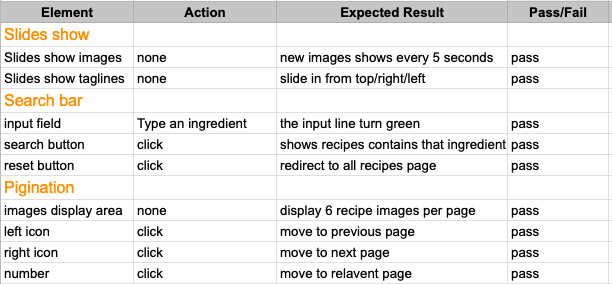 Element Action Expected Result Pass/Fail
Slides show
Slides show images none new images shows every 5 seconds pass
Slides show taglines none slide in from top/right/left pass
Search bar
input field Type an ingredient the input line turn green pass
search button click shows recipes contains that ingredient pass
reset button click redirect to all recipes page pass
Pigination
images display area none display 6 recipe images per page pass
left icon click move to previous page pass
right icon click move to next page pass
number click move to relavent page pass